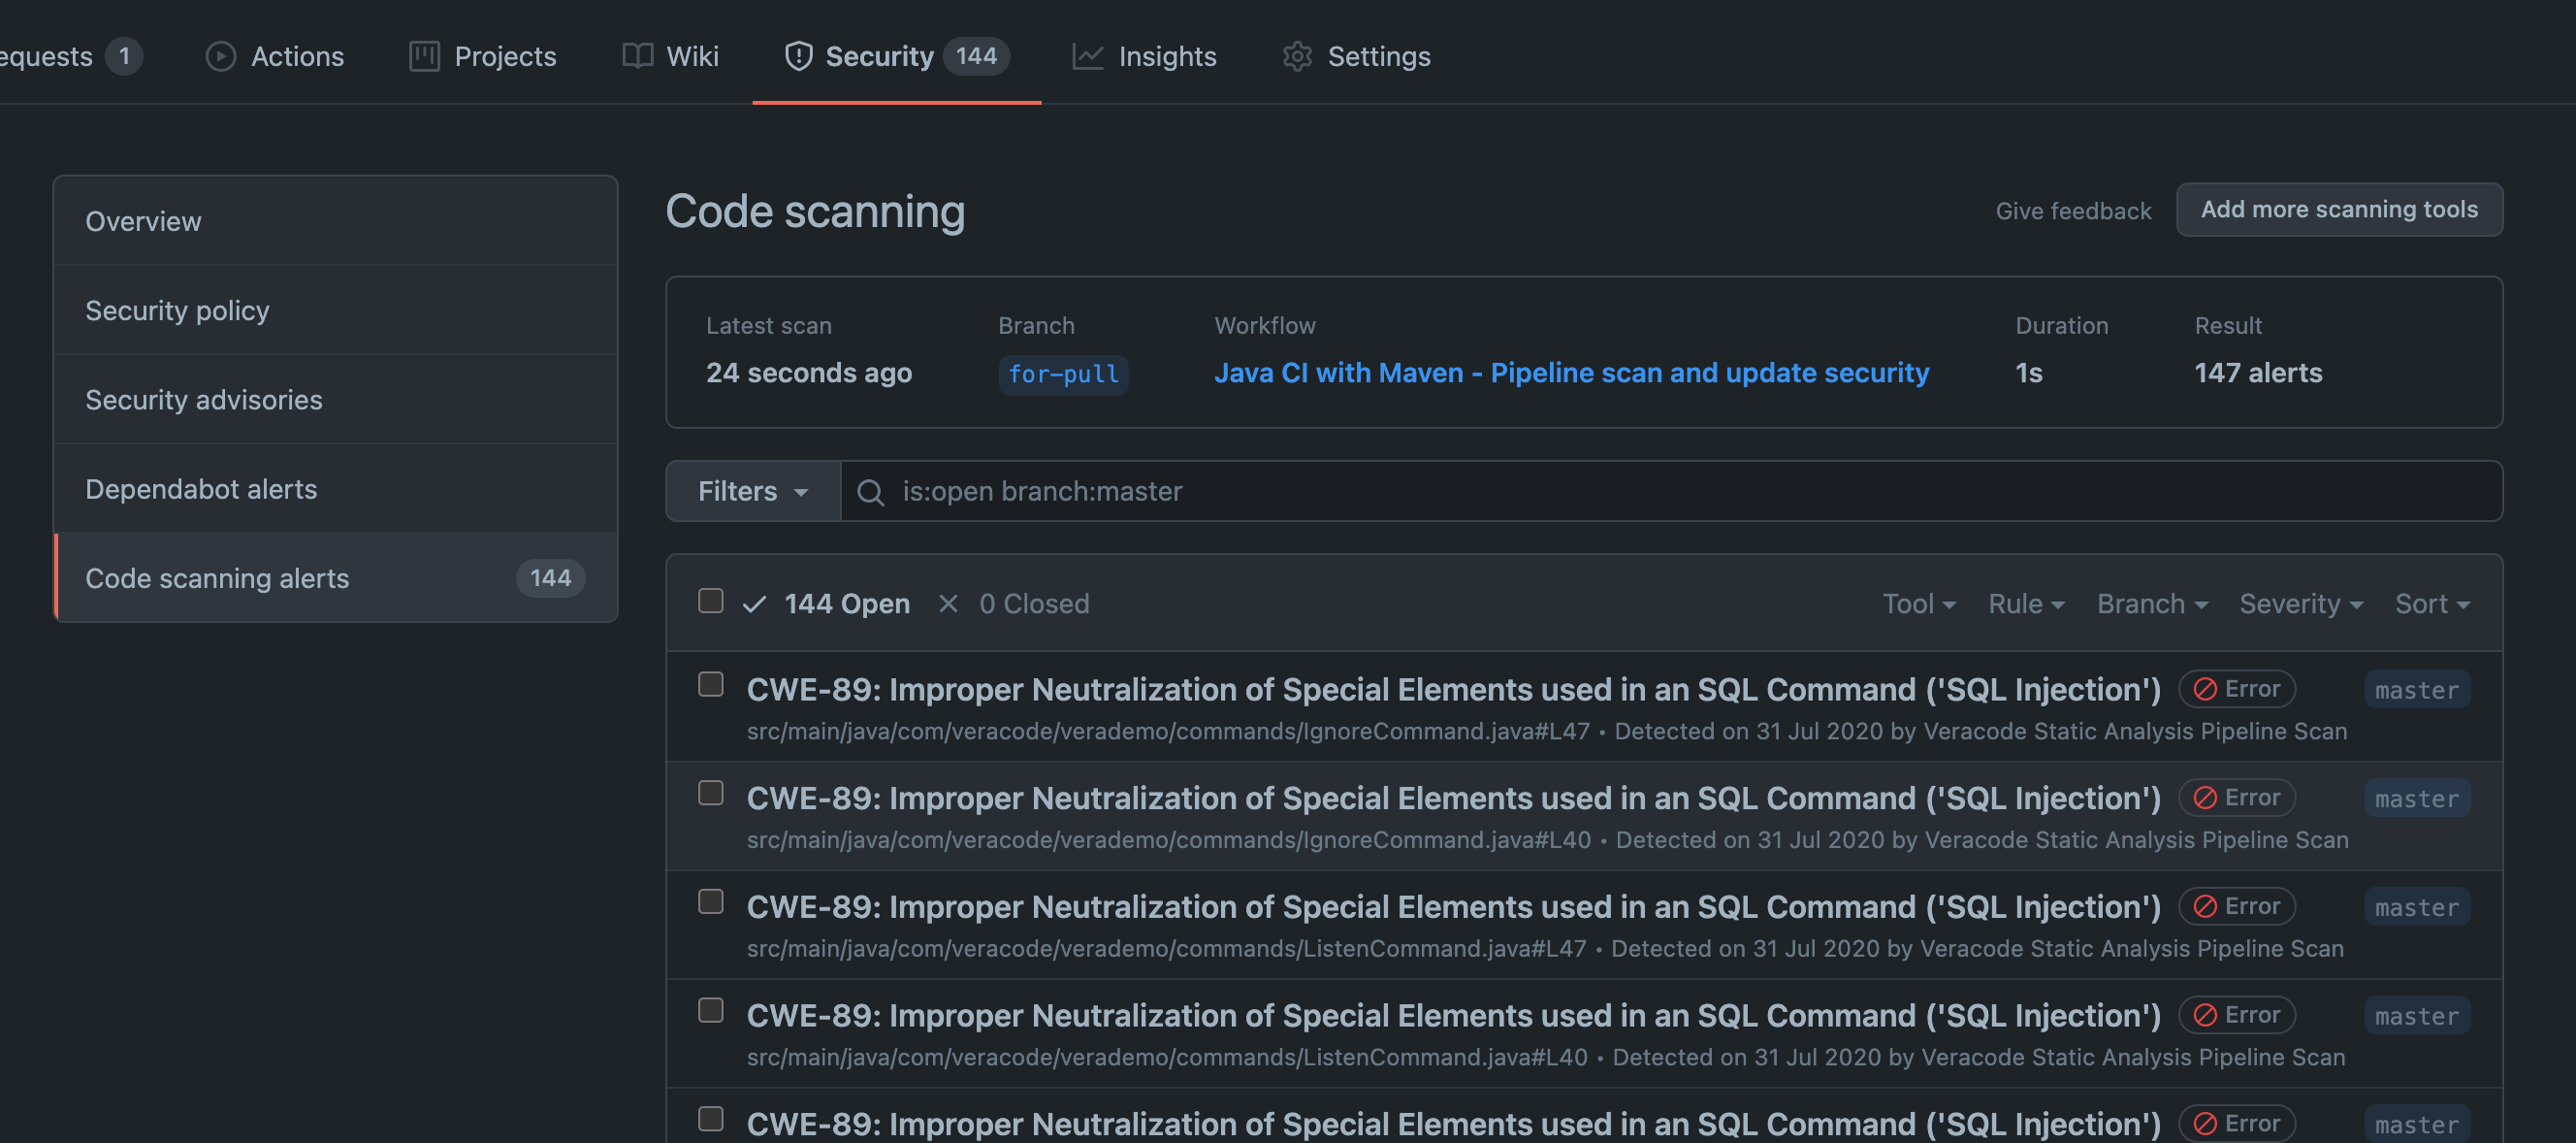 equests 1 Actions Projects Wiki Security 144 Insights Settings
Overview
Security policy
Security advisories
Dependabot alerts
Code scanning alerts 144
Code scanning Give feedback Add more scanning tools
Latest scan Branch Workflow Duration Result
24 seconds ago for-pull Java CI with Maven - Pipeline scan and update security 1s 147 alerts
Filters is:open branch:master
144 Open 0 Closed Tool Rule Branch Severity Sort
CWE-89: Improper Neutralization of Special Elements used in an SQL Command ('SQL Injection') Error master
src/main/java/com/veracode/verademo/commands/IgnoreCommand.java#L47 • Detected on 31 Jul 2020 by Veracode Static Analysis Pipeline Scan
CWE-89: Improper Neutralization of Special Elements used in an SQL Command ('SQL Injection') Error master
src/main/java/com/veracode/verademo/commands/IgnoreCommand.java#L40 • Detected on 31 Jul 2020 by Veracode Static Analysis Pipeline Scan
CWE-89: Improper Neutralization of Special Elements used in an SQL Command ('SQL Injection') Error master
src/main/java/com/veracode/verademo/commands/ListenCommand.java#L47 • Detected on 31 Jul 2020 by Veracode Static Analysis Pipeline Scan
CWE-89: Improper Neutralization of Special Elements used in an SQL Command ('SQL Injection') Error master
src/main/java/com/veracode/verademo/commands/ListenCommand.java#L40 • Detected on 31 Jul 2020 by Veracode Static Analysis Pipeline Scan
CWE-89: Improper Neutralization of Special Elements used in an SQL Command ('SQL Injection') Error master